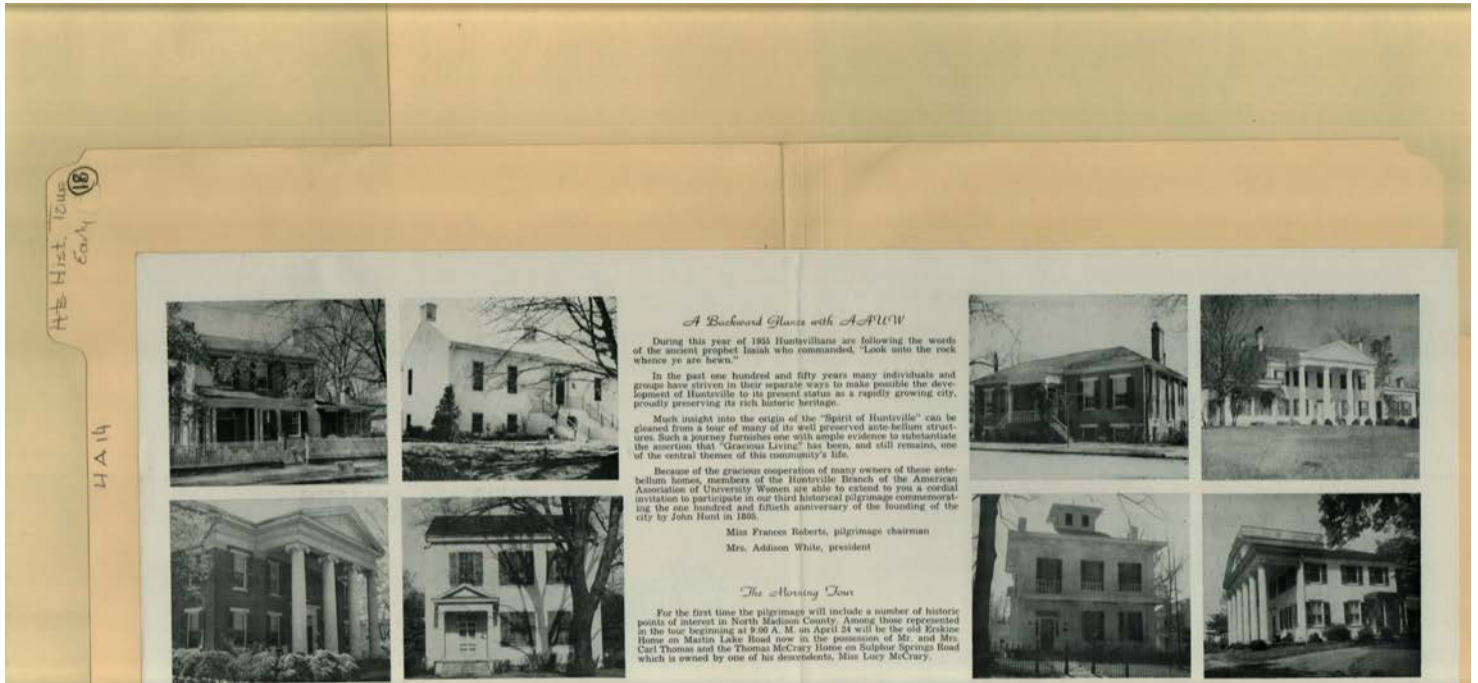 Hist. Tour
Early
18
HA 14
A Backward Glance with AAUW
During this year of 1955 Huntsvillians are following the words
of the ancient prophet Isaiah who commanded, "Look unto the rock
whence ye are hewn."
In the past one hundred and fifty years many individuals and
groups have striven in their separate ways to make possible the deve-
lopment of Huntsville to its present status as a rapidly growing city,
proudly preserving its rich historic heritage.
Much insight into the origin of the "Spirit of Huntsville" can be
gleaned from a tour of many of its well preserved ante-bellum struct-
ures. Such a journey furnishes one with ample evidence to substantiate
the assertion that "Gracious Living" has been, and still remains, one
of the central themes of this community's life.
Because of the gracious cooperation of many owners of these ante-
bellum homes, members of the Huntsville Branch of the American
Association of University Women are able to extend to you a cordial
invitation to participate in our third historical pilgrimage commemorat-
ing the one hundred and fiftieth anniversary of the founding of the
city by John Hunt in 1805.
Miss Frances Roberts, pilgrimage chairman
Mrs. Addison White, president
The Morning Tour
For the first time the pilgrimage will include a number of historic
points of interest in North Madison County. Among those represented
in the tour beginning at 9:00 A. M. on April 24 will be the old Erskine
Home on Martin Lake Road now in the possession of Mr. and Mrs.
Carl Thomas and the Thomas McCrary Home on Sulphur Springs Road
which is owned by one of his descendents, Miss Lucy McCrary.